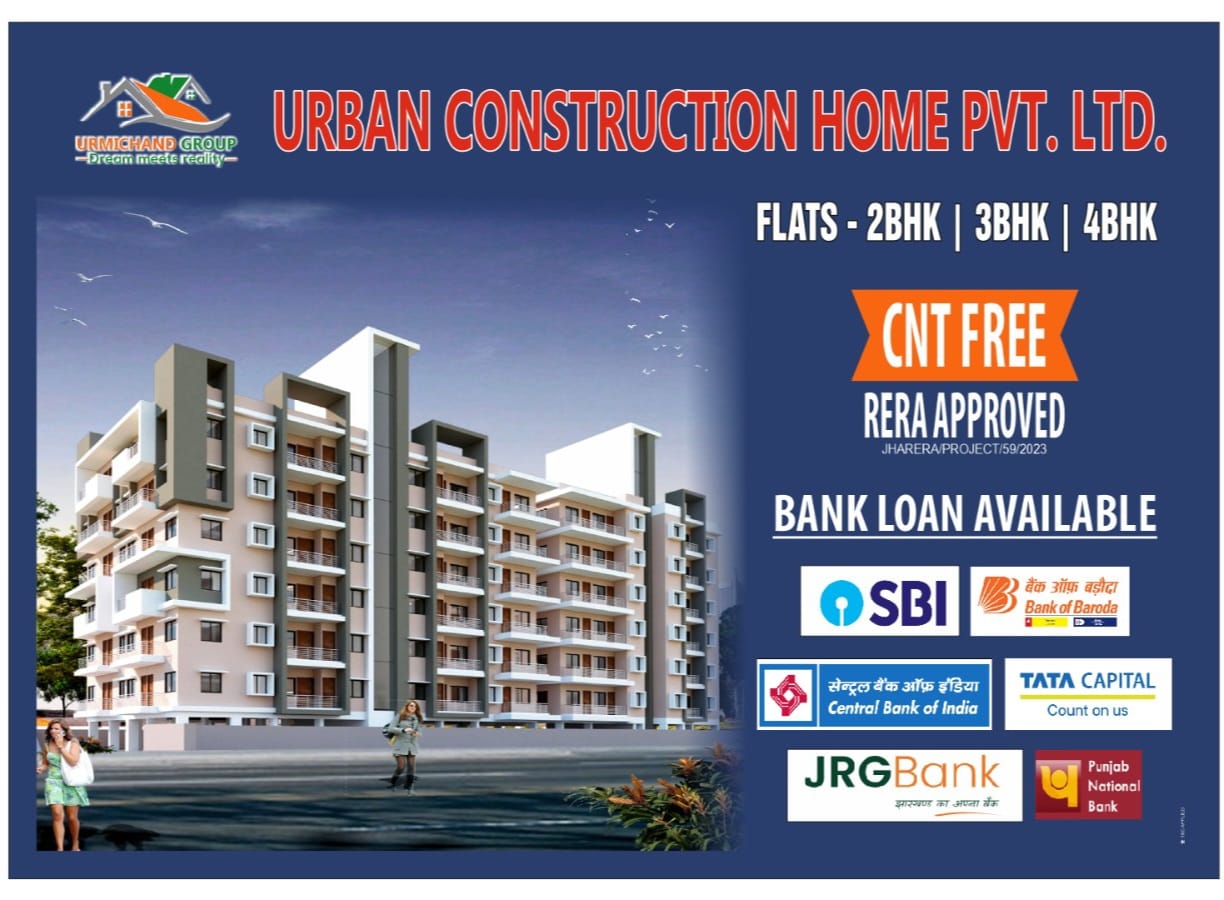 URMICHAND GROUP
Dream meets reality
URBAN CONSTRUCTION HOME PVT. LTD.
FLATS - 2BHK | 3BHK | 4BHK
CNT FREE
RERA APPROVED
JHARERA/PROJECT/59/2023
BANK LOAN AVAILABLE
SBI
बैंक ऑफ़ बड़ौदा
Bank of Baroda
सेन्ट्रल बैंक ऑफ़ इंडिया
Central Bank of India
TATA CAPITAL
Count on us
JRGBank
झारखण्ड का अपना बैंक
Punjab
National
Bank